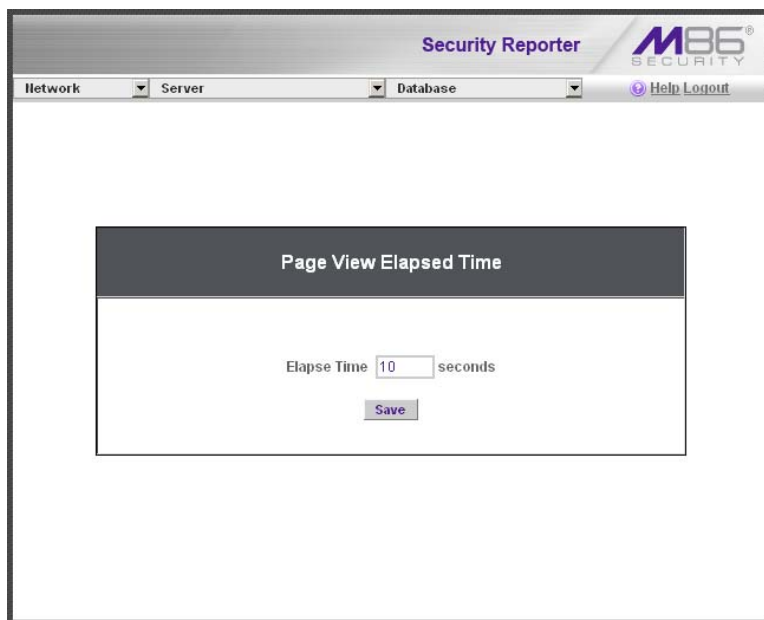 Security Reporter
M86®
SECURITY
Network Server Database Help Logout
Page View Elapsed Time
Elapse Time 10 seconds
Save